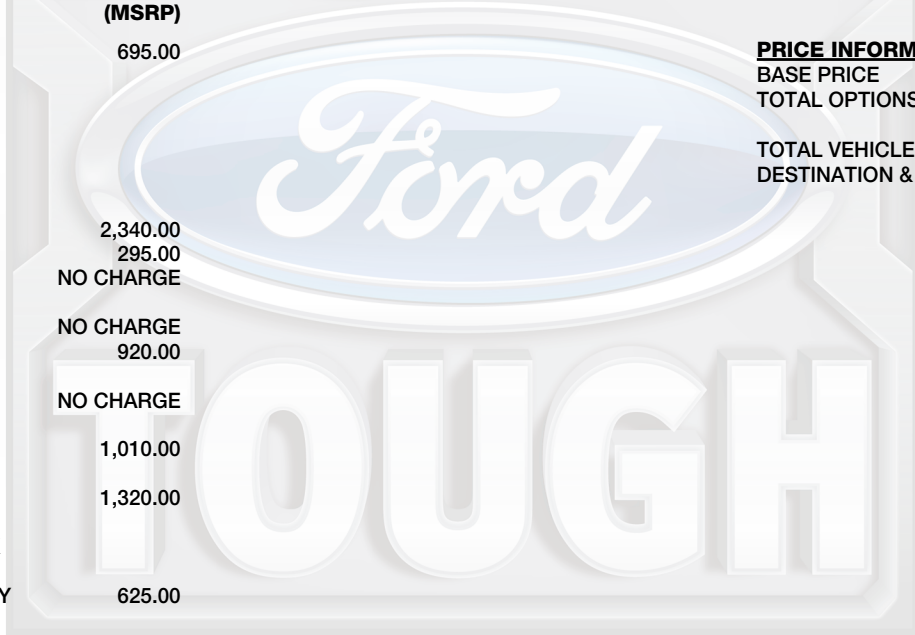 (MSRP)
695.00
2,340.00
295.00
NO CHARGE
NO CHARGE
920.00
NO CHARGE
1,010.00
1,320.00
Y 625.00
PRICE INFORM
BASE PRICE
TOTAL OPTIONS
TOTAL VEHICLE
DESTINATION &
Ford
TOUGH